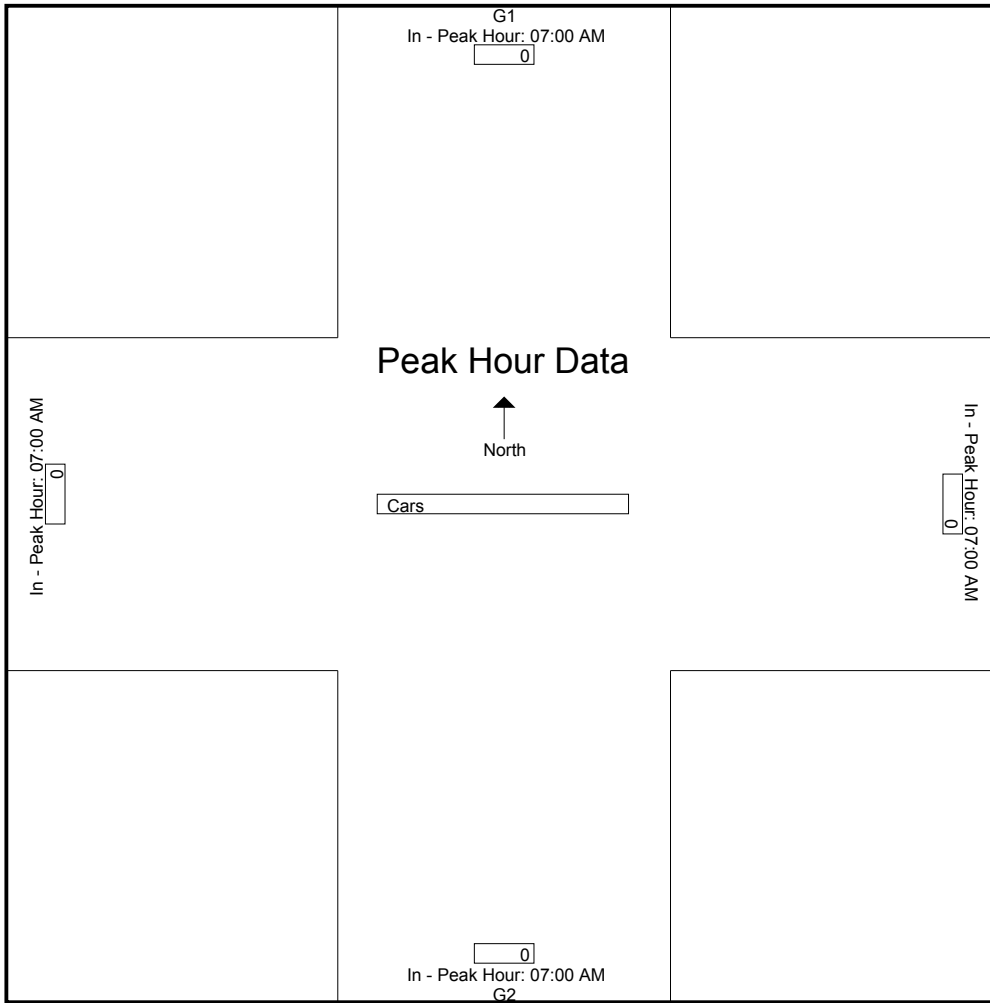 G1
In - Peak Hour: 07:00 AM
0
Peak Hour Data
North
Cars
In - Peak Hour: 07:00 AM
0
In - Peak Hour: 07:00 AM
0
0
In - Peak Hour: 07:00 AM
G2